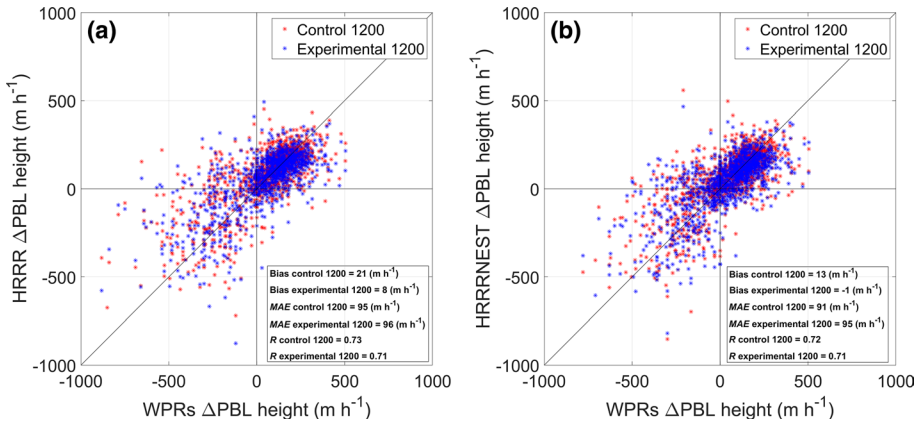 (a)
Control 1200
Experimental 1200
HRRR ΔPBL height (m h⁻¹)
1000
500
0
-500
-1000
Bias control 1200 = 21 (m h⁻¹)
Bias experimental 1200 = 8 (m h⁻¹)
MAE control 1200 = 95 (m h⁻¹)
MAE experimental 1200 = 96 (m h⁻¹)
R control 1200 = 0.73
R experimental 1200 = 0.71
-1000 -500 0 500 1000
WPRs ΔPBL height (m h⁻¹)
(b)
Control 1200
Experimental 1200
HRRRNEST ΔPBL height (m h⁻¹)
1000
500
0
-500
-1000
Bias control 1200 = 13 (m h⁻¹)
Bias experimental 1200 = -1 (m h⁻¹)
MAE control 1200 = 91 (m h⁻¹)
MAE experimental 1200 = 95 (m h⁻¹)
R control 1200 = 0.72
R experimental 1200 = 0.71
-1000 -500 0 500 1000
WPRs ΔPBL height (m h⁻¹)